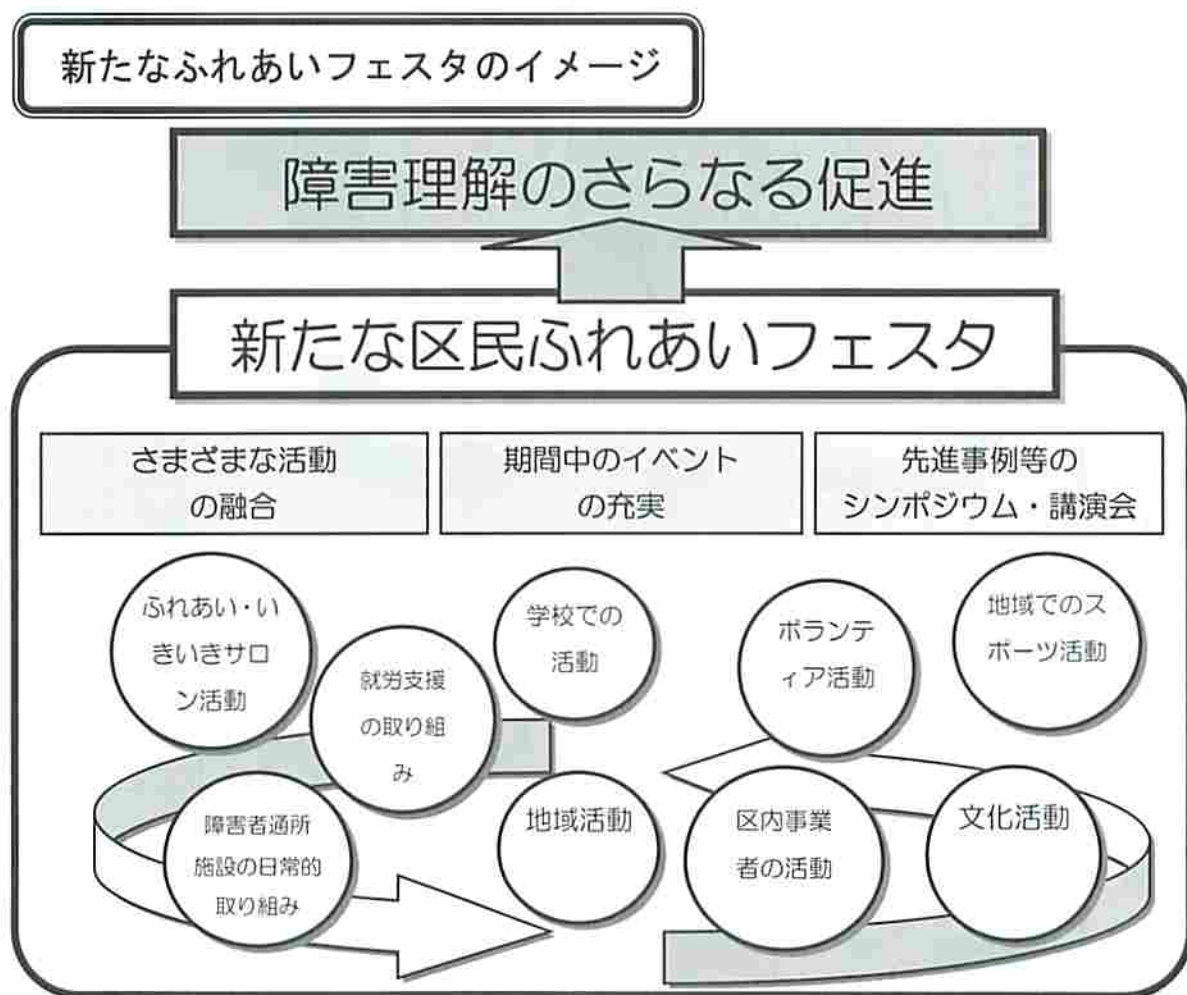 新たなふれあいフェスタのイメージ
障害理解のさらなる促進
新たな区民ふれあいフェスタ
さまざまな活動
の融合
期間中のイベント
の充実
先進事例等の
シンポジウム・講演会
ふれあい・い
きいきサロ
ン活動
就労支援
の取り組
み
学校での
活動
ボランテ
ィア活動
地域でのス
ポーツ活動
障害者通所
施設の日常的
取り組み
地域活動
区内事業
者の活動
文化活動